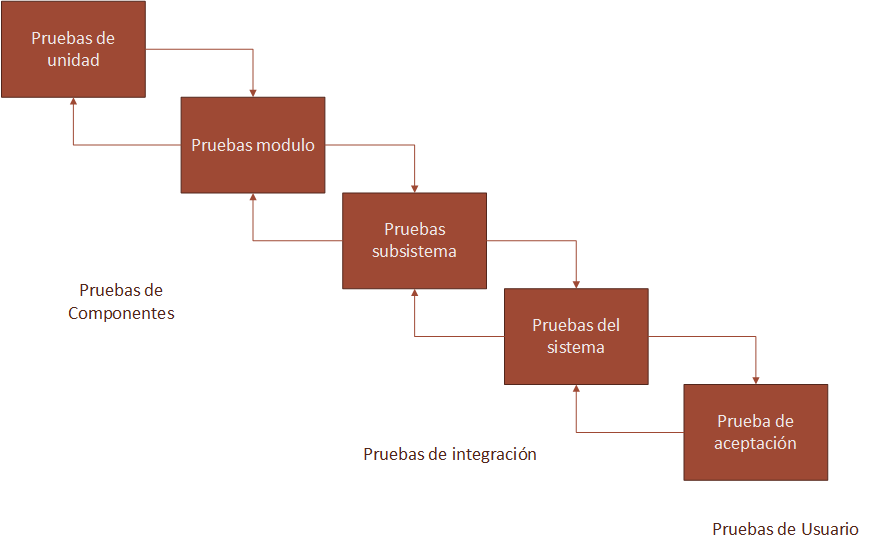 Pruebas de
unidad
Pruebas modulo
Pruebas
subsistema
Pruebas de
Componentes
Pruebas del
sistema
Prueba de
aceptación
Pruebas de integración
Pruebas de Usuario